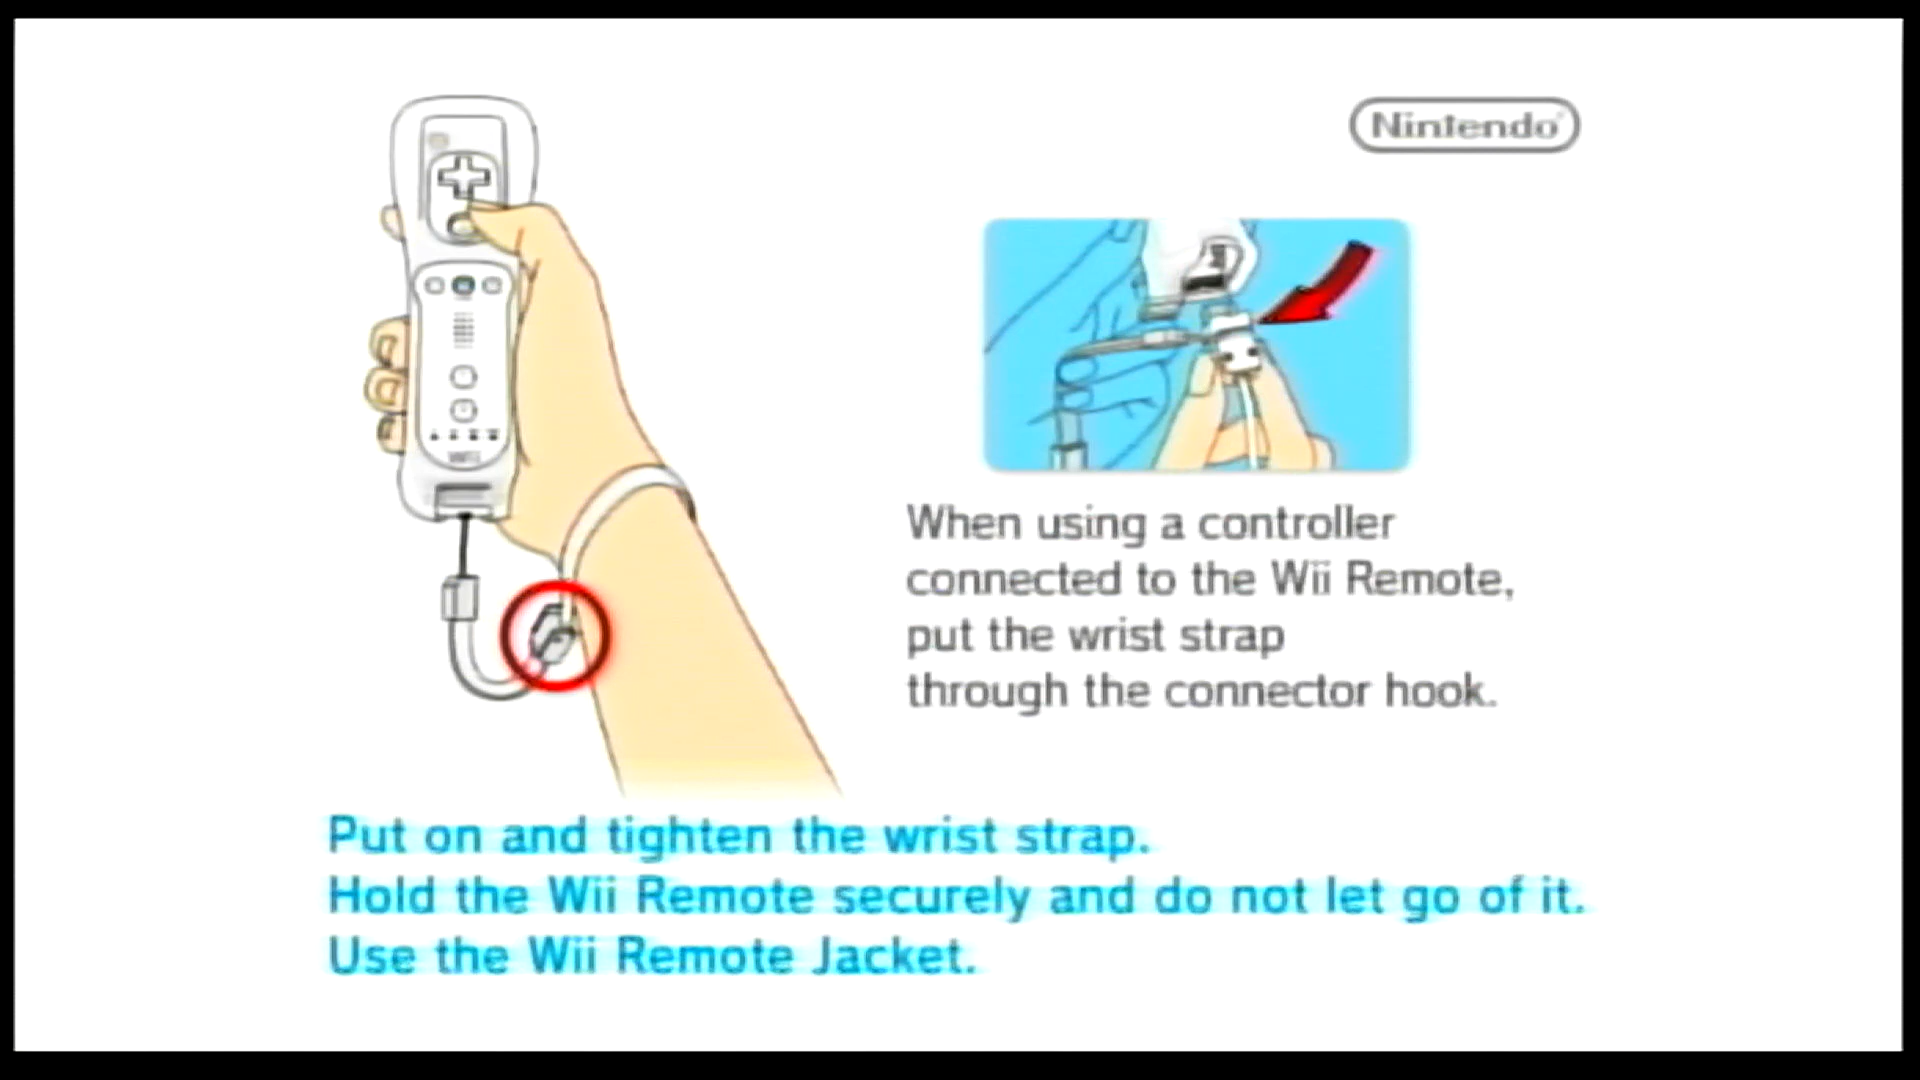 Nintendo
When using a controller
connected to the Wii Remote,
put the wrist strap
through the connector hook.
Put on and tighten the wrist strap.
Hold the Wii Remote securely and do not let go of it.
Use the Wii Remote Jacket.